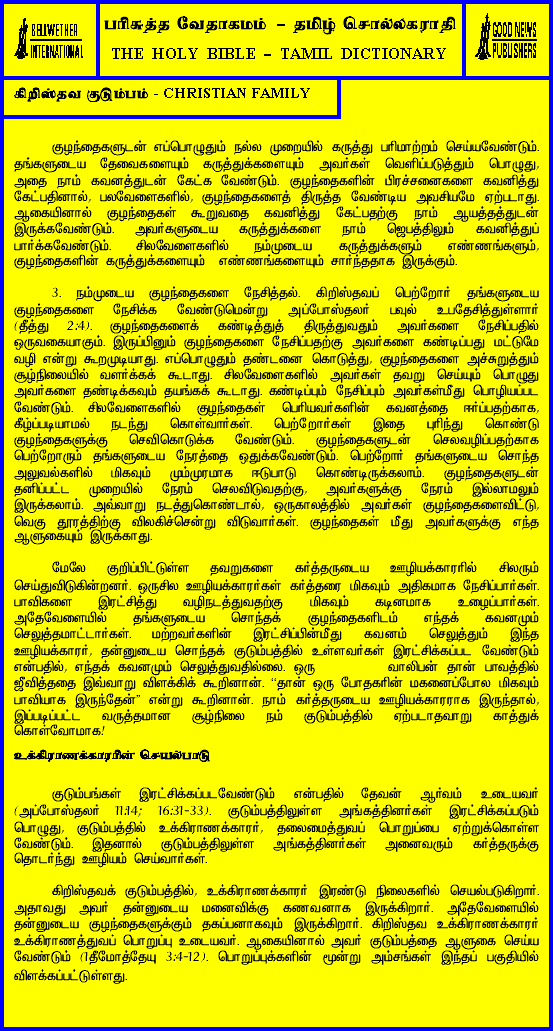 BELLWETHER
INTERNATIONAL
பரிசுத்த வேதாகமம் – தமிழ் சொல்லகராதி
THE HOLY BIBLE – TAMIL DICTIONARY
GOOD NEWS
PUBLISHERS
கிறிஸ்தவ குடும்பம் - CHRISTIAN FAMILY
குழந்தைகளுடன் எப்பொழுதும் நல்ல முறையில் கருத்து பரிமாற்றம் செய்யவேண்டும்.
தங்களுடைய தேவைகளையும் கருத்துக்களையும் அவர்கள் வெளிப்படுத்தும் பொழுது,
அதை நாம் கவனத்துடன் கேட்க வேண்டும். குழந்தைகளின் பிரச்சனைகளை கவனித்து
கேட்பதினால், பலவேளைகளில், குழந்தைகளைத் திருத்த வேண்டிய அவசியமே ஏற்படாது.
ஆகையினால் குழந்தைகள் கூறுவதை கவனித்து கேட்பதற்கு நாம் ஆயத்தத்துடன்
இருக்கவேண்டும். அவர்களுடைய கருத்துக்களை நாம் ஜெபத்திலும் கவனித்துப்
பார்க்கவேண்டும். சிலவேளைகளில் நம்முடைய கருத்துக்களும் எண்ணங்களும்,
குழந்தைகளின் கருத்துக்களையும் எண்ணங்களையும் சார்ந்ததாக இருக்கும்.
3. நம்முடைய குழந்தைகளை நேசித்தல். கிறிஸ்தவப் பெற்றோர் தங்களுடைய
குழந்தைகளை நேசிக்க வேண்டுமென்று அப்போஸ்தலர் பவுல் உபதேசித்துள்ளார்
(தீத்து 2:4). குழந்தைகளைக் கண்டித்துத் திருத்துவதும் அவர்களை நேசிப்பதில்
ஒருவகையாகும். இருப்பினும் குழந்தைகளை நேசிப்பதற்கு அவர்களை கண்டிப்பது மட்டுமே
வழி என்று கூறமுடியாது. எப்பொழுதும் தண்டனை கொடுத்து, குழந்தைகளை அச்சுறுத்தும்
சூழ்நிலையில் வளர்க்கக் கூடாது. சிலவேளைகளில் அவர்கள் தவறு செய்யும் பொழுது
அவர்களை தண்டிக்கவும் தயங்கக் கூடாது. கண்டிப்பும் நேசிப்பும் அவர்கள்மீது பொழியப்பட
வேண்டும். சிலவேளைகளில் குழந்தைகள் பெரியவர்களின் கவனத்தை ஈர்ப்பதற்காக,
கீழ்ப்படியாமல் நடந்து கொள்வார்கள். பெற்றோர்கள் இதை புரிந்து கொண்டு
குழந்தைகளுக்கு செவிகொடுக்க வேண்டும். குழந்தைகளுடன் செலவழிப்பதற்காக
பெற்றோரும் தங்களுடைய நேரத்தை ஒதுக்கவேண்டும். பெற்றோர் தங்களுடைய சொந்த
அலுவல்களில் மிகவும் மும்முரமாக ஈடுபாடு கொண்டிருக்கலாம். குழந்தைகளுடன்
தனிப்பட்ட முறையில் நேரம் செலவிடுவதற்கு, அவர்களுக்கு நேரம் இல்லாமலும்
இருக்கலாம். அவ்வாறு நடத்துகொண்டால், ஒருகாலத்தில் அவர்கள் குழந்தைகளைவிட்டு,
வெகு தூரத்திற்கு விலகிச்சென்று விடுவார்கள். குழந்தைகள் மீது அவர்களுக்கு எந்த
ஆளுகையும் இருக்காது.
மேலே குறிப்பிட்டுள்ள தவறுகளை கர்த்தருடைய ஊழியக்காரரில் சிலரும்
செய்துவிடுகின்றனர். ஒருசில ஊழியக்காரர்கள் கர்த்தரை மிகவும் அதிகமாக நேசிப்பார்கள்.
பாவிகளை இரட்சித்து வழிநடத்துவதற்கு மிகவும் கடினமாக உழைப்பார்கள்.
அதேவேளையில் தங்களுடைய சொந்தக் குழந்தைகளிடம் எந்தக் கவனமும்
செலுத்தமாட்டார்கள். மற்றவர்களின் இரட்சிப்பின்மீது கவனம் செலுத்தும் இந்த
ஊழியக்காரர், தன்னுடைய சொந்தக் குடும்பத்தில் உள்ளவர்கள் இரட்சிக்கப்பட வேண்டும்
என்பதில், எந்தக் கவனமும் செலுத்துவதில்லை. ஒரு வாலிபன் தான் பாவத்தில்
ஜீவித்ததை இவ்வாறு விளக்கிக் கூறினான். “தான் ஒரு போதகரின் மகனைப்போல மிகவும்
பாவியாக இருந்தேன்” என்று கூறினான். நாம் கர்த்தருடைய ஊழியக்காரராக இருந்தால்,
இப்படிப்பட்ட வருத்தமான சூழ்நிலை நம் குடும்பத்தில் ஏற்படாதவாறு காத்துக்
கொள்வோமாக!
உக்கிராணக்காரரின் செயல்பாடு
குடும்பங்கள் இரட்சிக்கப்படவேண்டும் என்பதில் தேவன் ஆர்வம் உடையவர்
(அப்போஸ்தலர் 11:14; 16:31-33). குடும்பத்திலுள்ள அங்கத்தினர்கள் இரட்சிக்கப்படும்
பொழுது, குடும்பத்தில் உக்கிராணக்காரர், தலைமைத்துவப் பொறுப்பை ஏற்றுக்கொள்ள
வேண்டும். இதனால் குடும்பத்திலுள்ள அங்கத்தினர்கள் அனைவரும் கர்த்தருக்கு
தொடர்ந்து ஊழியம் செய்வார்கள்.
கிறிஸ்தவக் குடும்பத்தில், உக்கிராணக்காரர் இரண்டு நிலைகளில் செயல்படுகிறார்.
அதாவது அவர் தன்னுடைய மனைவிக்கு கணவனாக இருக்கிறார். அதேவேளையில்
தன்னுடைய குழந்தைகளுக்கும் தகப்பனாகவும் இருக்கிறார். கிறிஸ்தவ உக்கிராணக்காரர்
உக்கிராணத்துவப் பொறுப்பு உடையவர். ஆகையினால் அவர் குடும்பத்தை ஆளுகை செய்ய
வேண்டும் (1தீமோத்தேயு 3:4-12). பொறுப்புக்களின் மூன்று அம்சங்கள் இந்தப் பகுதியில்
விளக்கப்பட்டுள்ளது.